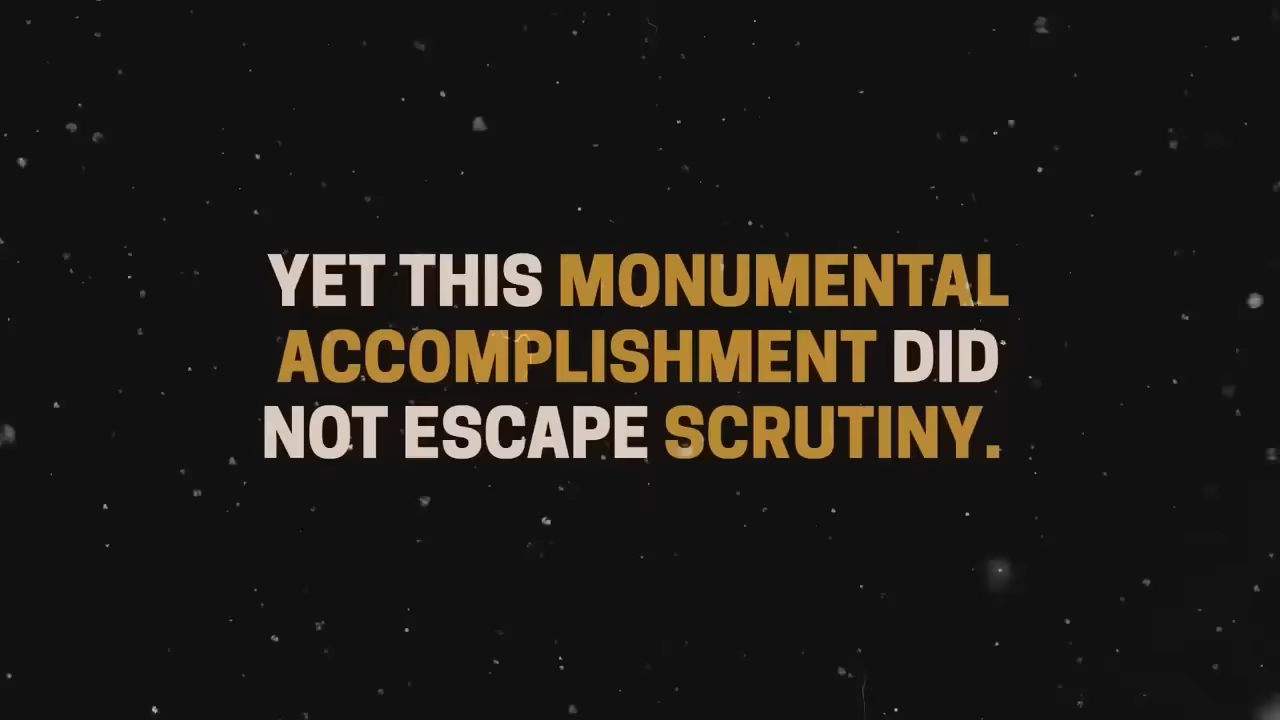 YET THIS MONUMENTAL
ACCOMPLISHMENT DID
NOT ESCAPE SCRUTINY.